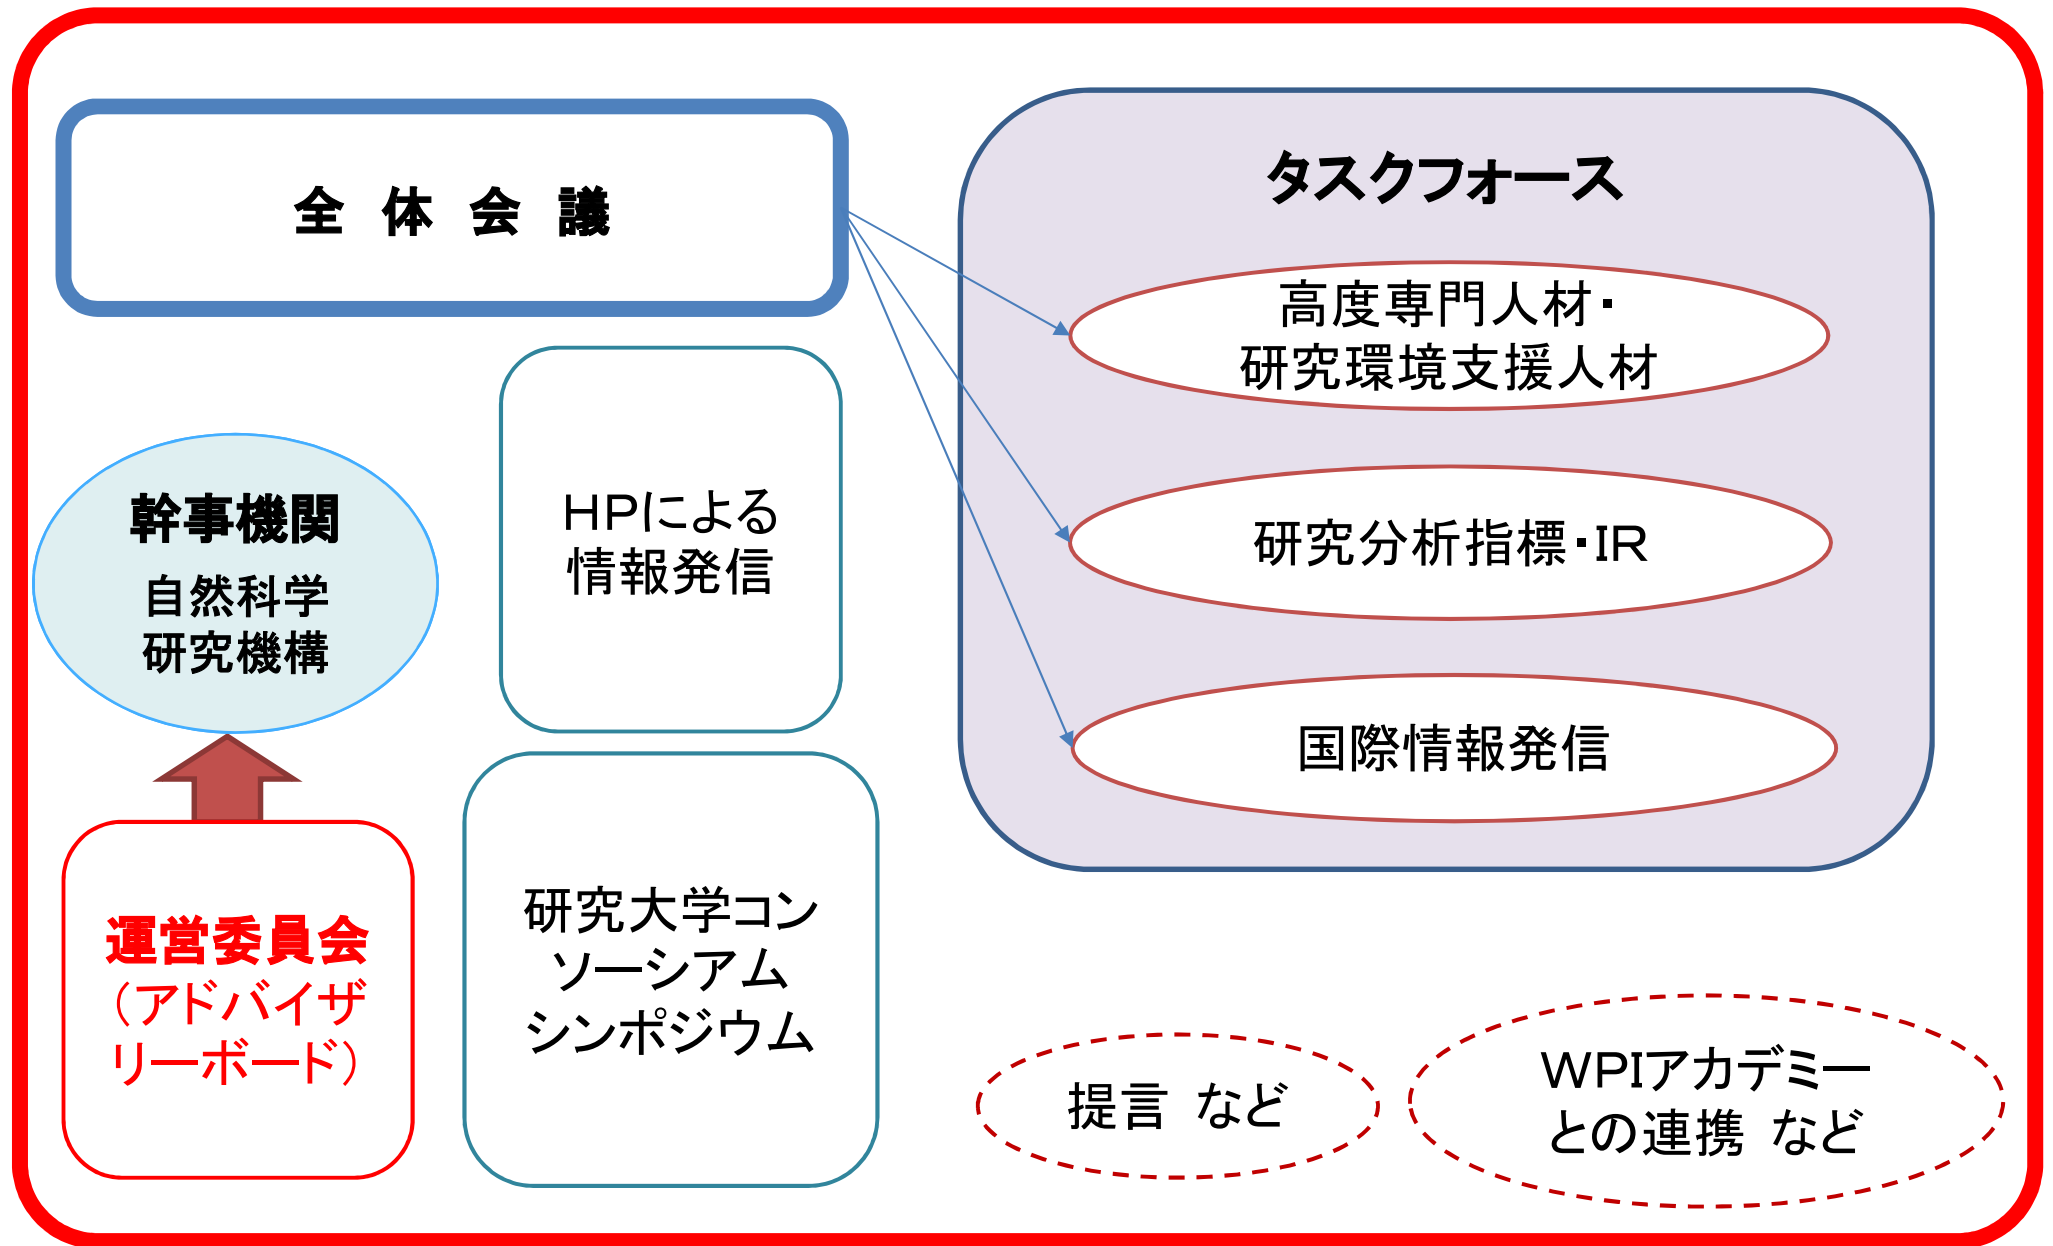 全 体 会 議
タスクフォース
高度専門人材・
研究環境支援人材
研究分析指標・IR
国際情報発信
幹事機関
自然科学
研究機構
HPによる
情報発信
運営委員会
（アドバイザ
リーボード）
研究大学コン
ソーシアム
シンポジウム
提言 など
WPIアカデミー
との連携 など